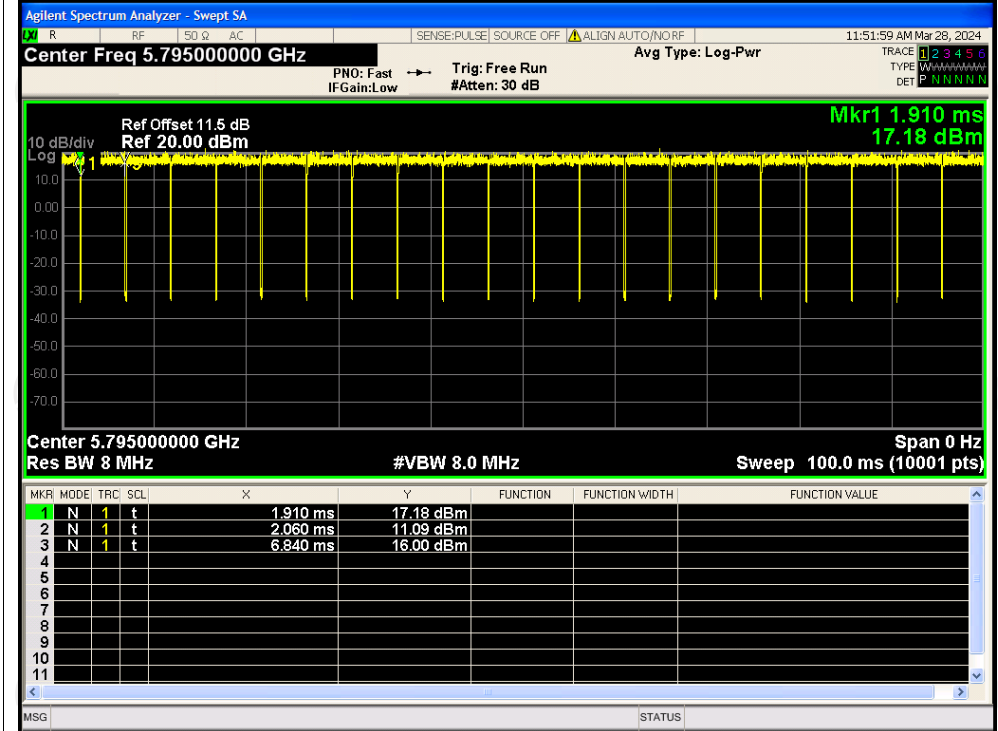 Agilent Spectrum Analyzer - Swept SA
LXI R RF 50 Ω AC SENSE:PULSE SOURCE OFF ALIGN AUTO/NO RF 11:51:59 AM Mar 28, 2024
Center Freq 5.795000000 GHz Avg Type: Log-Pwr TRACE 1 2 3 4 5 6
PNO: Fast Trig: Free Run TYPE WWWWWW
IFGain:Low #Atten: 30 dB DET P N N N N N
Mkr1 1.910 ms
17.18 dBm
Ref Offset 11.5 dB
10 dB/div Ref 20.00 dBm
Log
1
10.0
0.00
-10.0
-20.0
-30.0
-40.0
-50.0
-60.0
-70.0
Center 5.795000000 GHz Span 0 Hz
Res BW 8 MHz #VBW 8.0 MHz Sweep 100.0 ms (10001 pts)
MKR MODE TRC SCL X Y FUNCTION FUNCTION WIDTH FUNCTION VALUE
1 N 1 t 1.910 ms 17.18 dBm
2 N 1 t 2.060 ms 11.09 dBm
3 N 1 t 6.840 ms 16.00 dBm
4
5
6
7
8
9
10
11
MSG STATUS